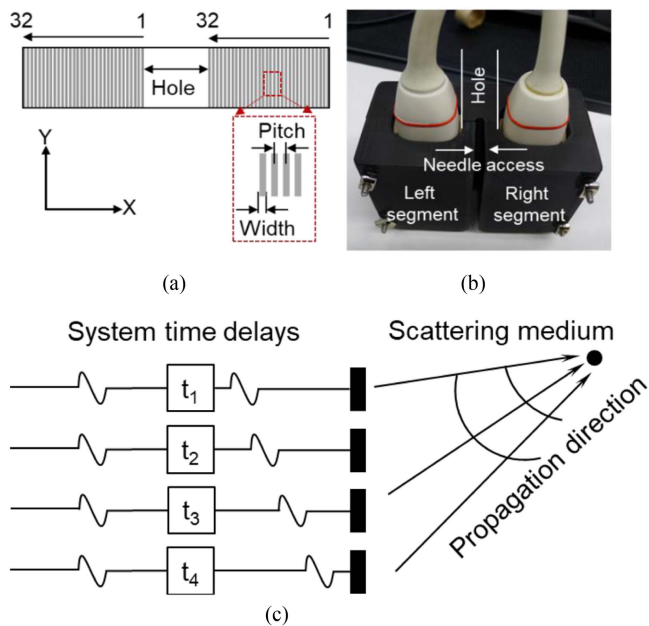 32 1 32 1
Hole
Pitch
Y
X
Width
Hole
Needle access
Left segment
Right segment
(a)
(b)
System time delays
Scattering medium
t1
t2
t3
t4
Propagation direction
(c)